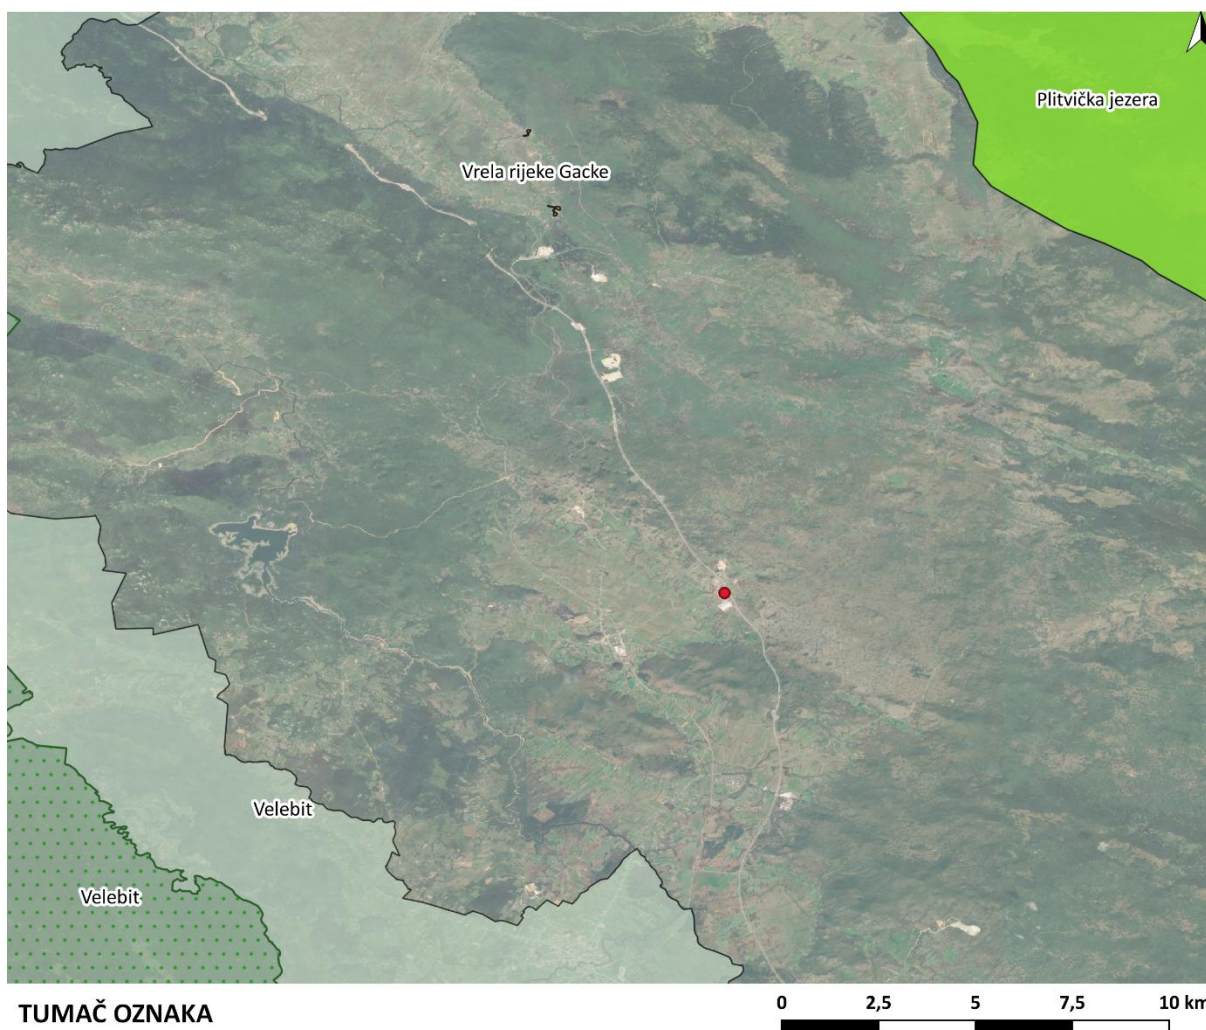 Plitvička jezera
Vrela rijeke Gacke
Velebit
Velebit
TUMAČ OZNAKA
0 2,5 5 7,5 10 km